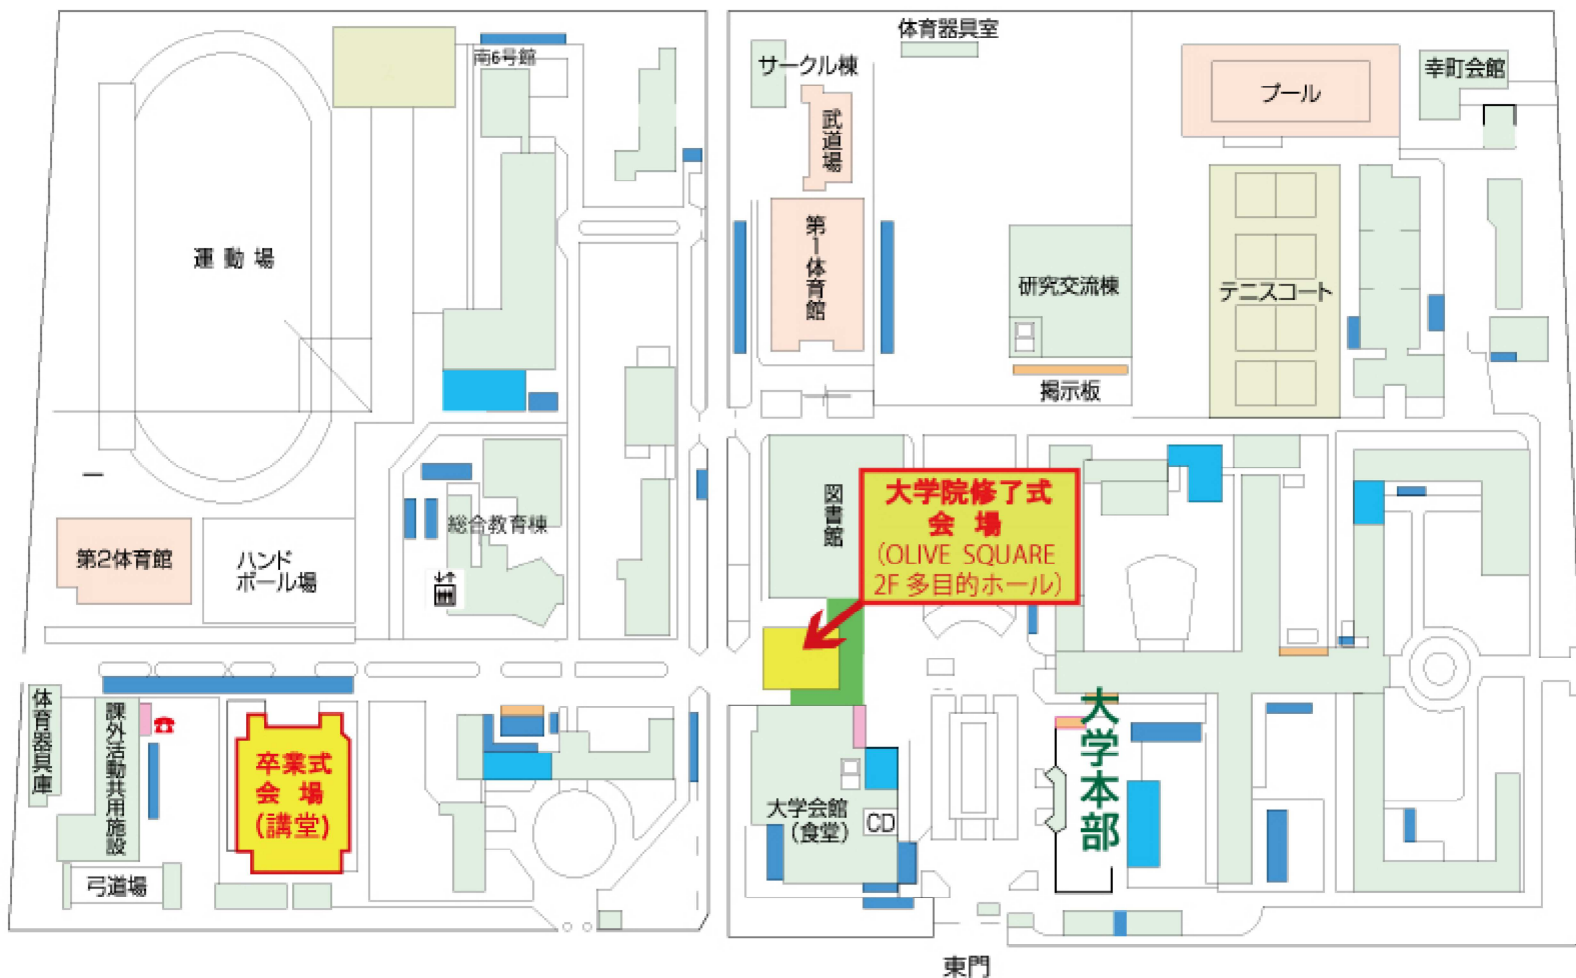 体育器具室
南6号館
サークル棟
幸町会館
プール
武道場
第1体育館
運動場
研究交流棟
テニスコート
掲示板
図書館
大学院修了式
会場
(OLIVE SQUARE
2F 多目的ホール)
総合教育棟
第2体育館
ハンド
ボール場
体育器具庫
課外活動共用施設
卒業式
会場
(講堂)
大学本部
大学会館
(食堂)
CD
弓道場
東門